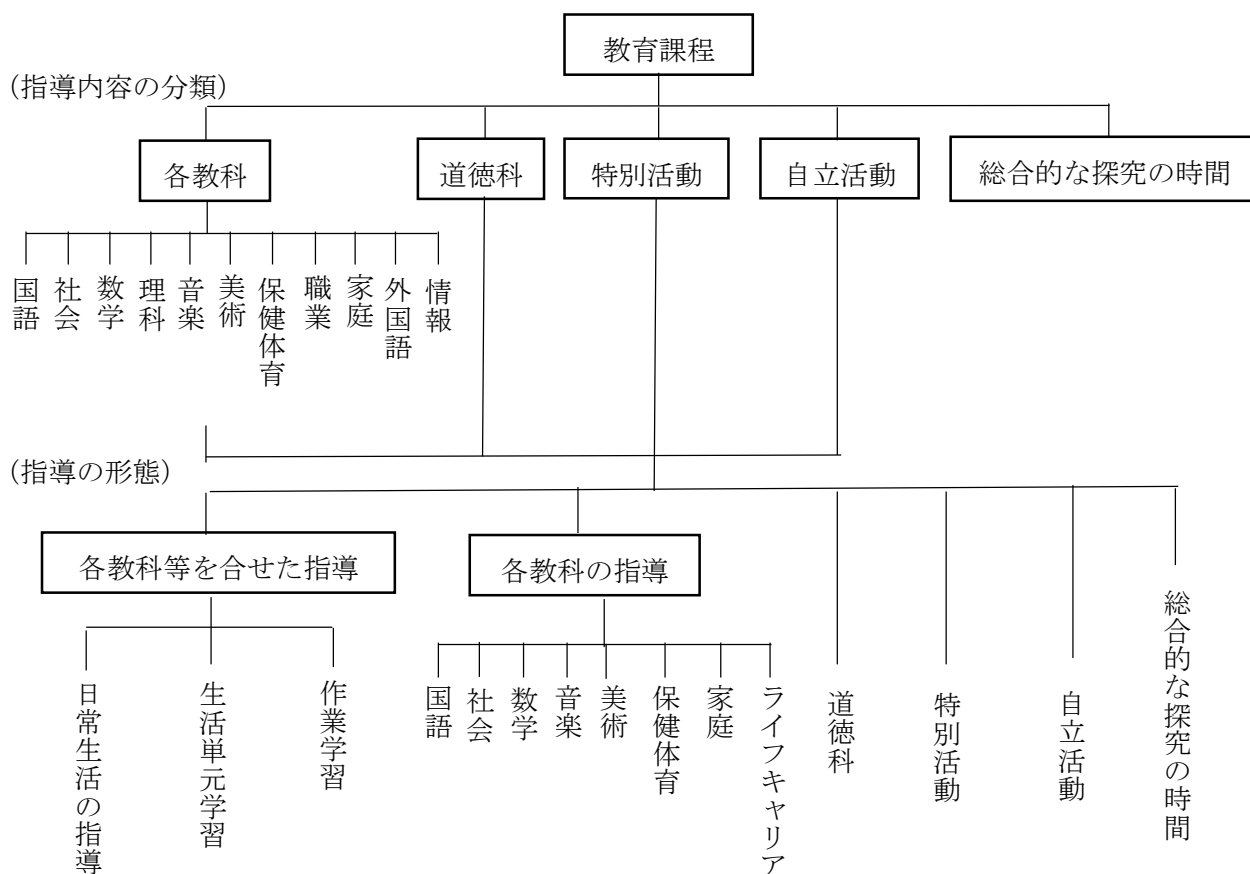 教育課程
(指導内容の分類)
各教科
道徳科
特別活動
自立活動
総合的な探究の時間
国語
社会
数学
理科
音楽
美術
保健体育
職業
家庭
外国語
情報
(指導の形態)
各教科等を合せた指導
各教科の指導
日常生活の指導
生活単元学習
作業学習
国語
社会
数学
音楽
美術
保健体育
家庭
ライフキャリア
道徳科
特別活動
自立活動
総合的な探究の時間